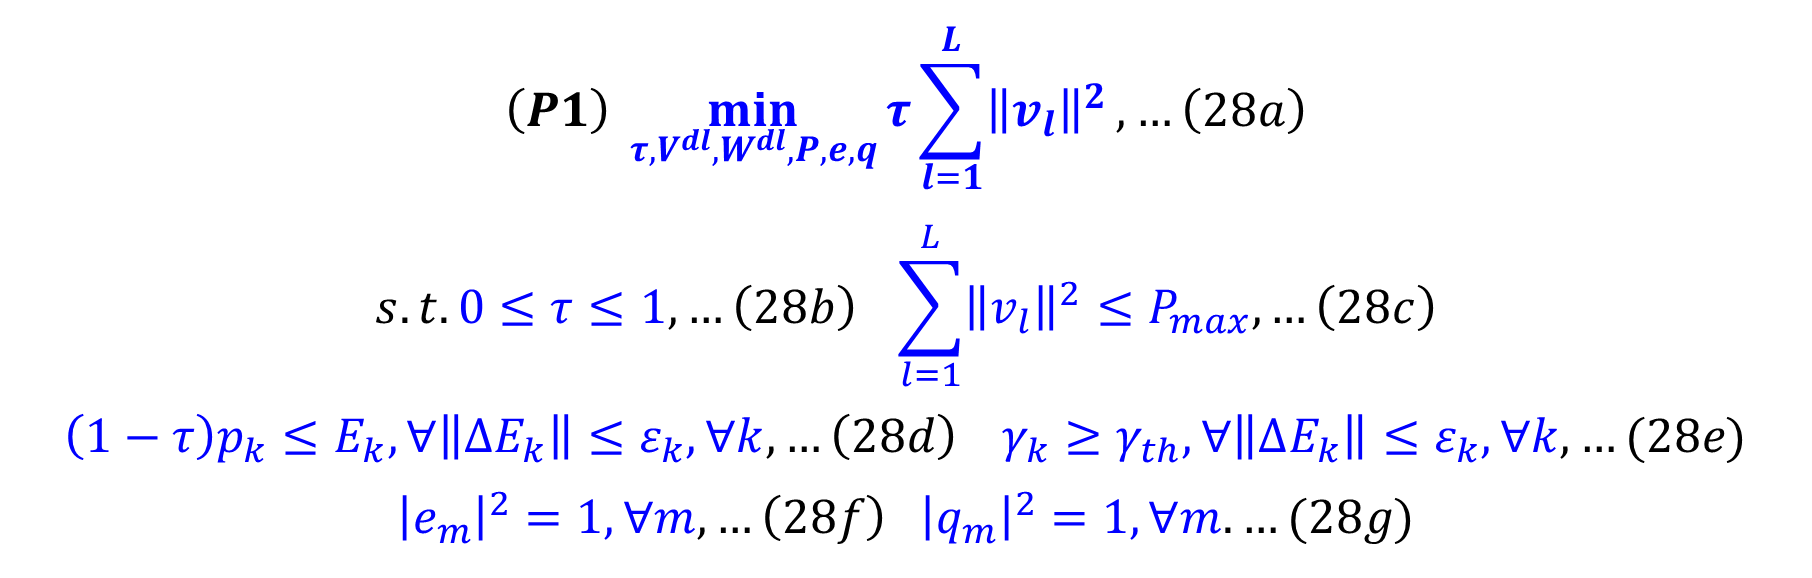 (P1) min_{τ,V^{dl},W^{dl},P,e,q} τ ∑_{l=1}^{L} ‖v_l‖² , … (28a)
s.t. 0 ≤ τ ≤ 1, … (28b) ∑_{l=1}^{L} ‖v_l‖² ≤ P_{max}, … (28c)
(1 − τ)p_k ≤ E_k, ∀‖ΔE_k‖ ≤ ε_k, ∀k, … (28d) γ_k ≥ γ_{th}, ∀‖ΔE_k‖ ≤ ε_k, ∀k, … (28e)
|e_m|² = 1, ∀m, … (28f) |q_m|² = 1, ∀m. … (28g)